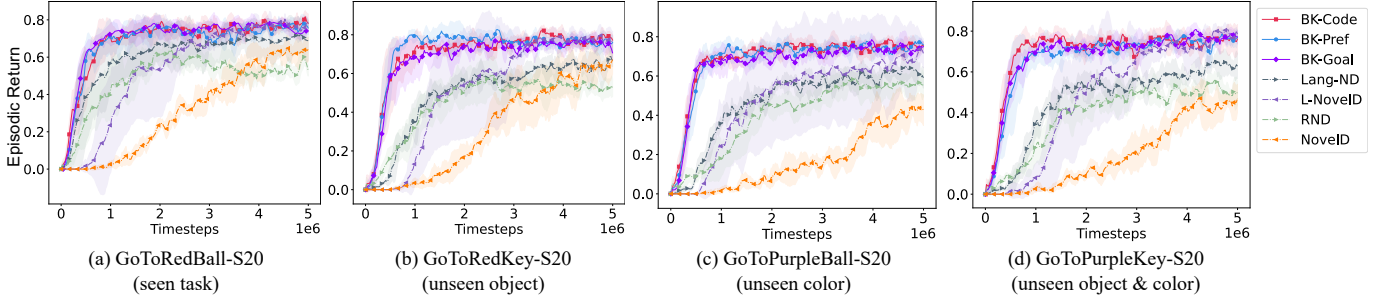 Episodic Return
0.8
0.6
0.4
0.2
0.0
0 1 2 3 4 5
Timesteps 1e6
(a) GoToRedBall-S20
(seen task)
0.8
0.6
0.4
0.2
0.0
0 1 2 3 4 5
Timesteps 1e6
(b) GoToRedKey-S20
(unseen object)
0.8
0.6
0.4
0.2
0.0
0 1 2 3 4 5
Timesteps 1e6
(c) GoToPurpleBall-S20
(unseen color)
0.8
0.6
0.4
0.2
0.0
0 1 2 3 4 5
Timesteps 1e6
(d) GoToPurpleKey-S20
(unseen object & color)
BK-Code
BK-Pref
BK-Goal
Lang-ND
L-NovelD
RND
NovelD